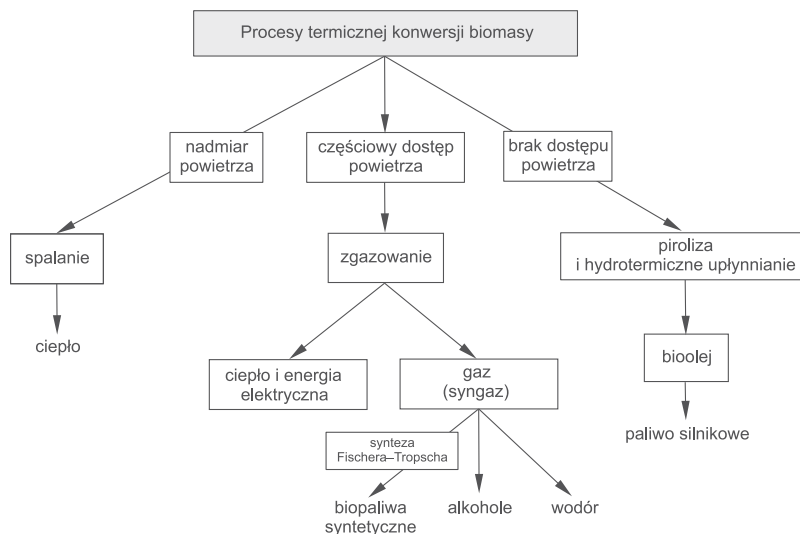 Procesy termicznej konwersji biomasy
nadmiar
powietrza
częściowy dostęp
powietrza
brak dostępu
powietrza
spalanie
zgazowanie
piroliza
i hydrotermiczne upłynnianie
ciepło
ciepło i energia
elektryczna
gaz
(syngaz)
bioolej
synteza
Fischera–Tropscha
paliwo silnikowe
biopaliwa
syntetyczne
alkohole
wodór